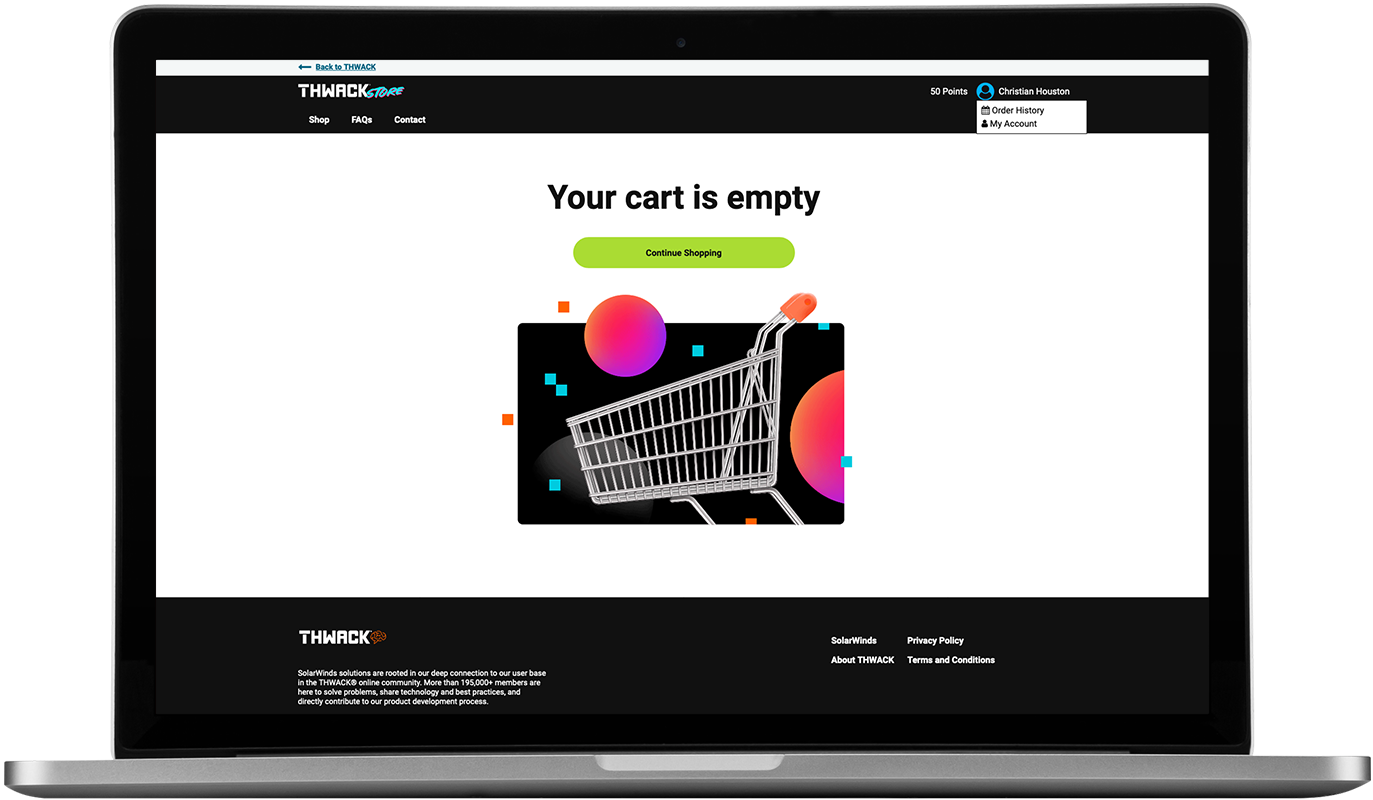 Back to THWACK
THWACK STORE
50 Points
Christian Houston
Order History
My Account
Shop
FAQs
Contact
Your cart is empty
Continue Shopping
THWACK
SolarWinds solutions are rooted in our deep connection to our user base
in the THWACK® online community. More than 195,000+ members are
here to solve problems, share technology and best practices, and
directly contribute to our product development process.
SolarWinds
Privacy Policy
About THWACK
Terms and Conditions